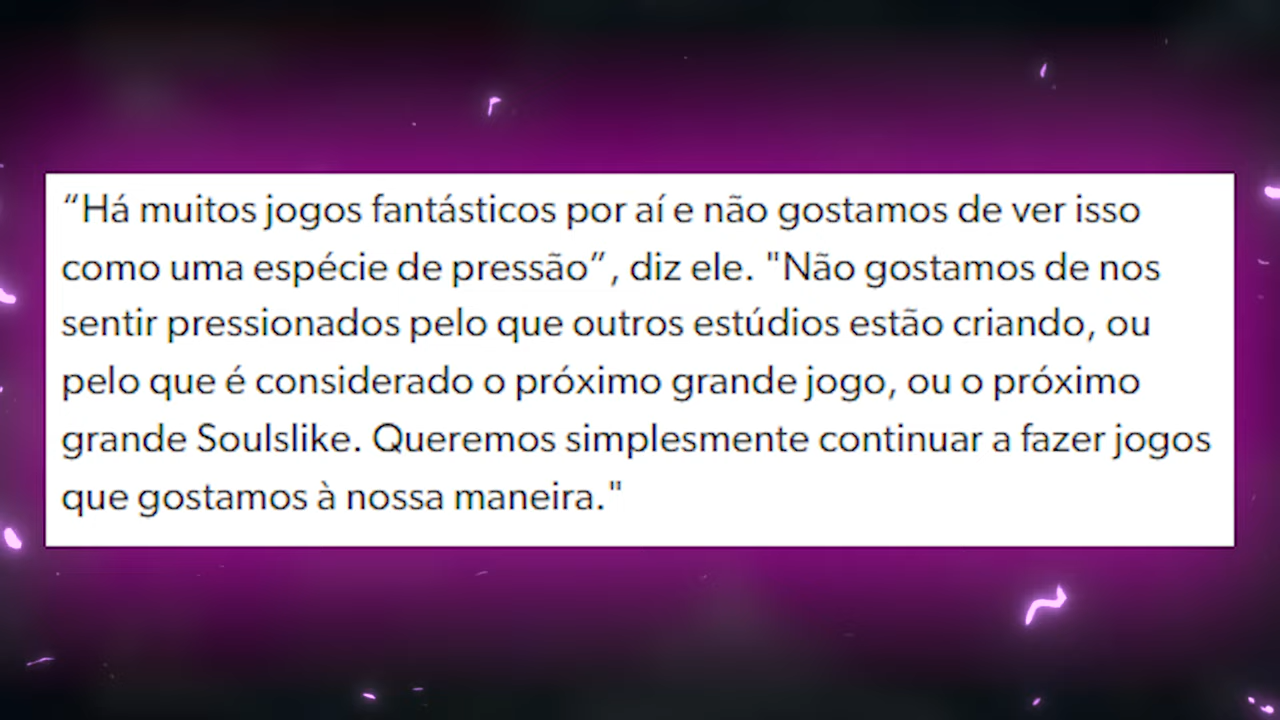 “Há muitos jogos fantásticos por aí e não gostamos de ver isso
como uma espécie de pressão”, diz ele. "Não gostamos de nos
sentir pressionados pelo que outros estúdios estão criando, ou
pelo que é considerado o próximo grande jogo, ou o próximo
grande Soulslike. Queremos simplesmente continuar a fazer jogos
que gostamos à nossa maneira."